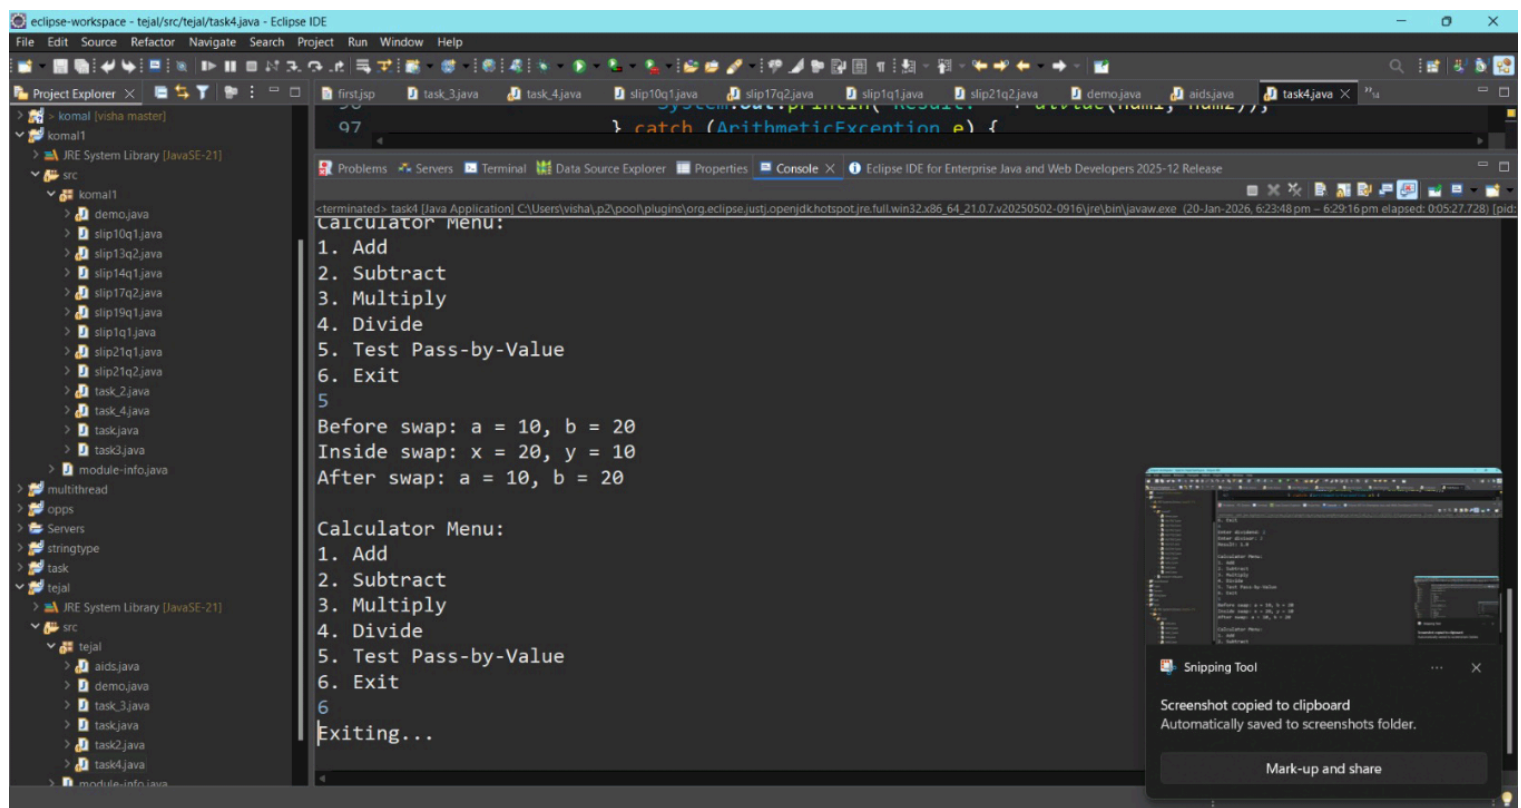 eclipse-workspace - tejal/src/tejal/task4.java - Eclipse IDE
File Edit Source Refactor Navigate Search Project Run Window Help
Project Explorer
first.jsp task_3.java task_4.java slip10q1.java slip17q2.java slip1q1.java slip21q2.java demo.java aids.java task4.java
> komal [visha master]
komal1
JRE System Library [JavaSE-21]
src
komal1
demo.java
slip10q1.java
slip13q2.java
slip14q1.java
slip17q2.java
slip19q1.java
slip1q1.java
slip21q1.java
slip21q2.java
task_2.java
task_4.java
task.java
task3.java
module-info.java
multithread
opps
Servers
stringtype
task
tejal
JRE System Library [JavaSE-21]
src
tejal
aids.java
demo.java
task_3.java
task.java
task2.java
task4.java
module-info.java
97 } catch (ArithmeticException e) {
Problems Servers Terminal Data Source Explorer Properties Console Eclipse IDE for Enterprise Java and Web Developers 2025-12 Release
<terminated> task4 [Java Application] C:\Users\visha\.p2\pool\plugins\org.eclipse.justj.openjdk.hotspot.jre.full.win32.x86_64_21.0.7.v20250502-0916\jre\bin\javaw.exe (20-Jan-2026, 6:23:48 pm – 6:29:16 pm elapsed: 0:05:27.728) [pid:
Calculator Menu:
1. Add
2. Subtract
3. Multiply
4. Divide
5. Test Pass-by-Value
6. Exit
5
Before swap: a = 10, b = 20
Inside swap: x = 20, y = 10
After swap: a = 10, b = 20
Calculator Menu:
1. Add
2. Subtract
3. Multiply
4. Divide
5. Test Pass-by-Value
6. Exit
6
Exiting...
Snipping Tool
Screenshot copied to clipboard
Automatically saved to screenshots folder.
Mark-up and share